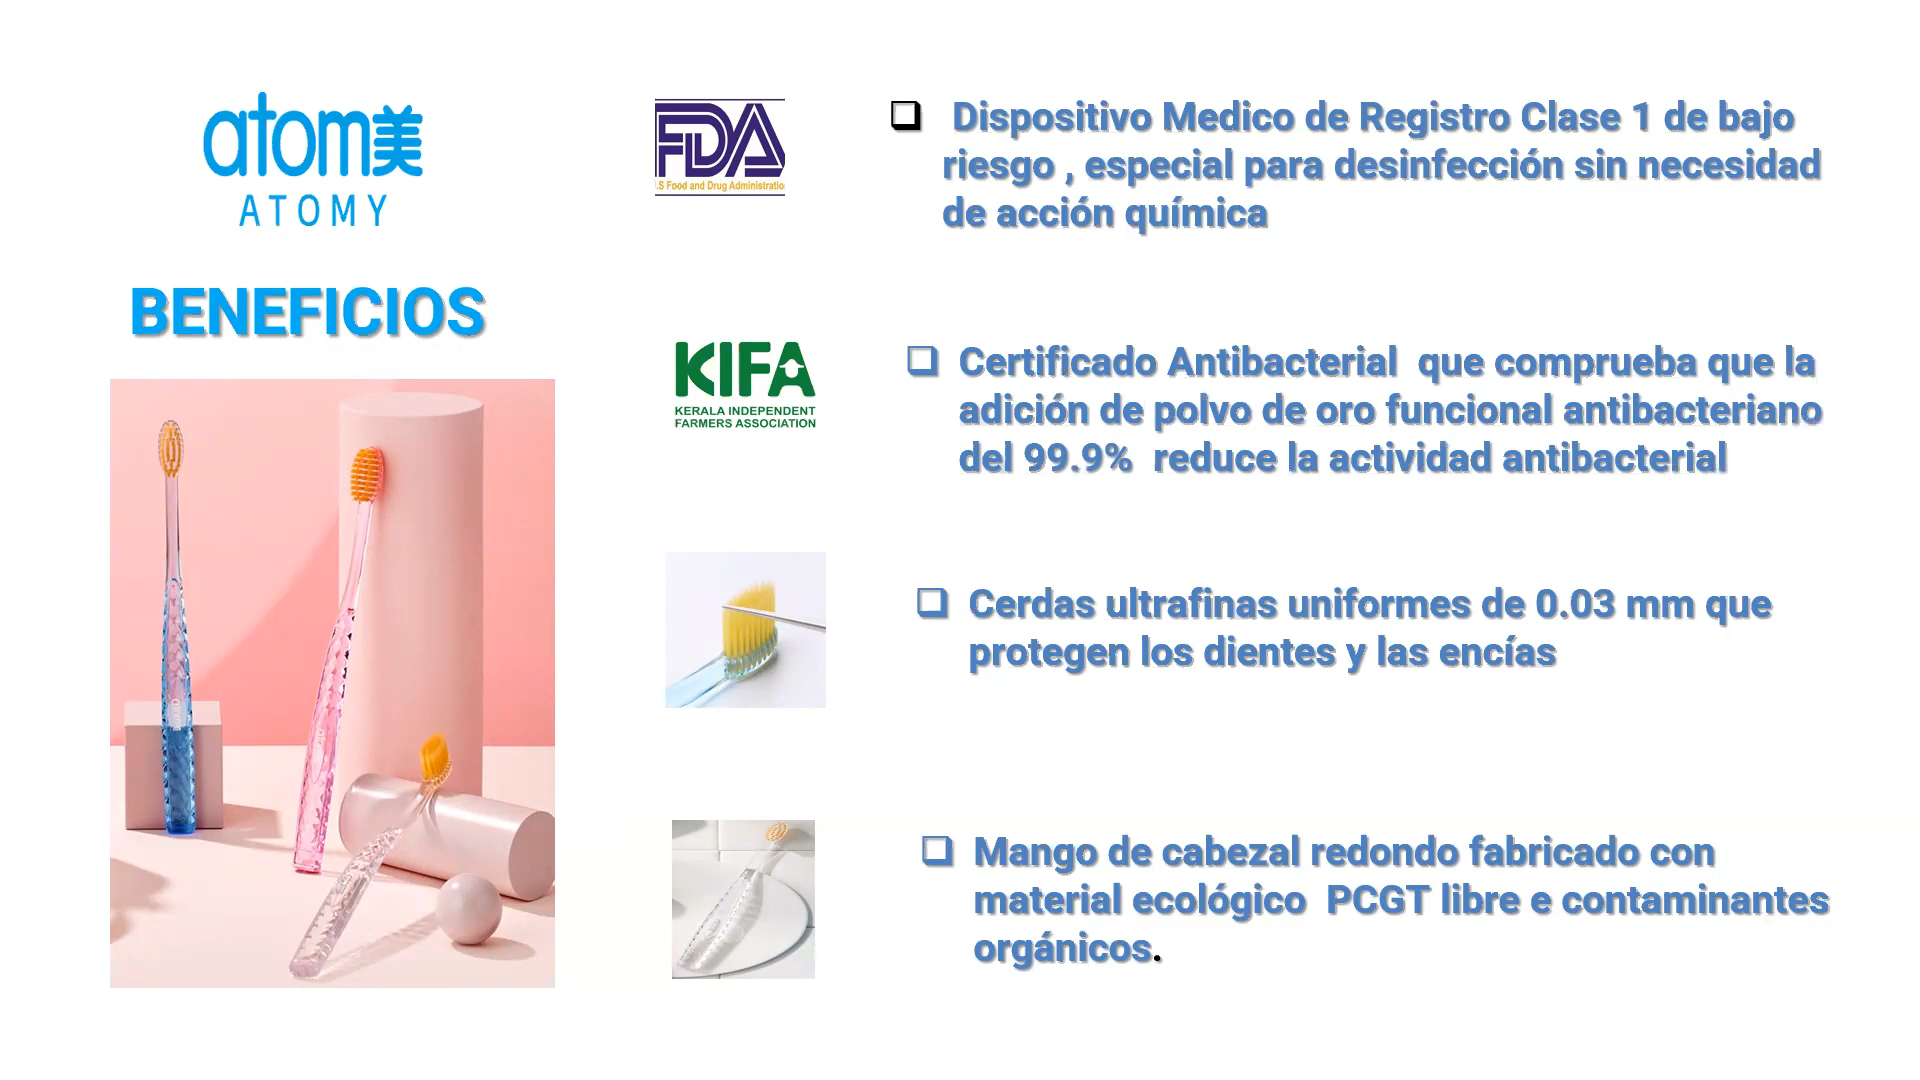 atom美
ATOMY
BENEFICIOS
FDA
.S Food and Drug Administratio
Dispositivo Medico de Registro Clase 1 de bajo
riesgo , especial para desinfección sin necesidad
de acción química
KIFA
KERALA INDEPENDENT
FARMERS ASSOCIATION
Certificado Antibacterial que comprueba que la
adición de polvo de oro funcional antibacteriano
del 99.9% reduce la actividad antibacterial
Cerdas ultrafinas uniformes de 0.03 mm que
protegen los dientes y las encías
Mango de cabezal redondo fabricado con
material ecológico PCGT libre e contaminantes
orgánicos.